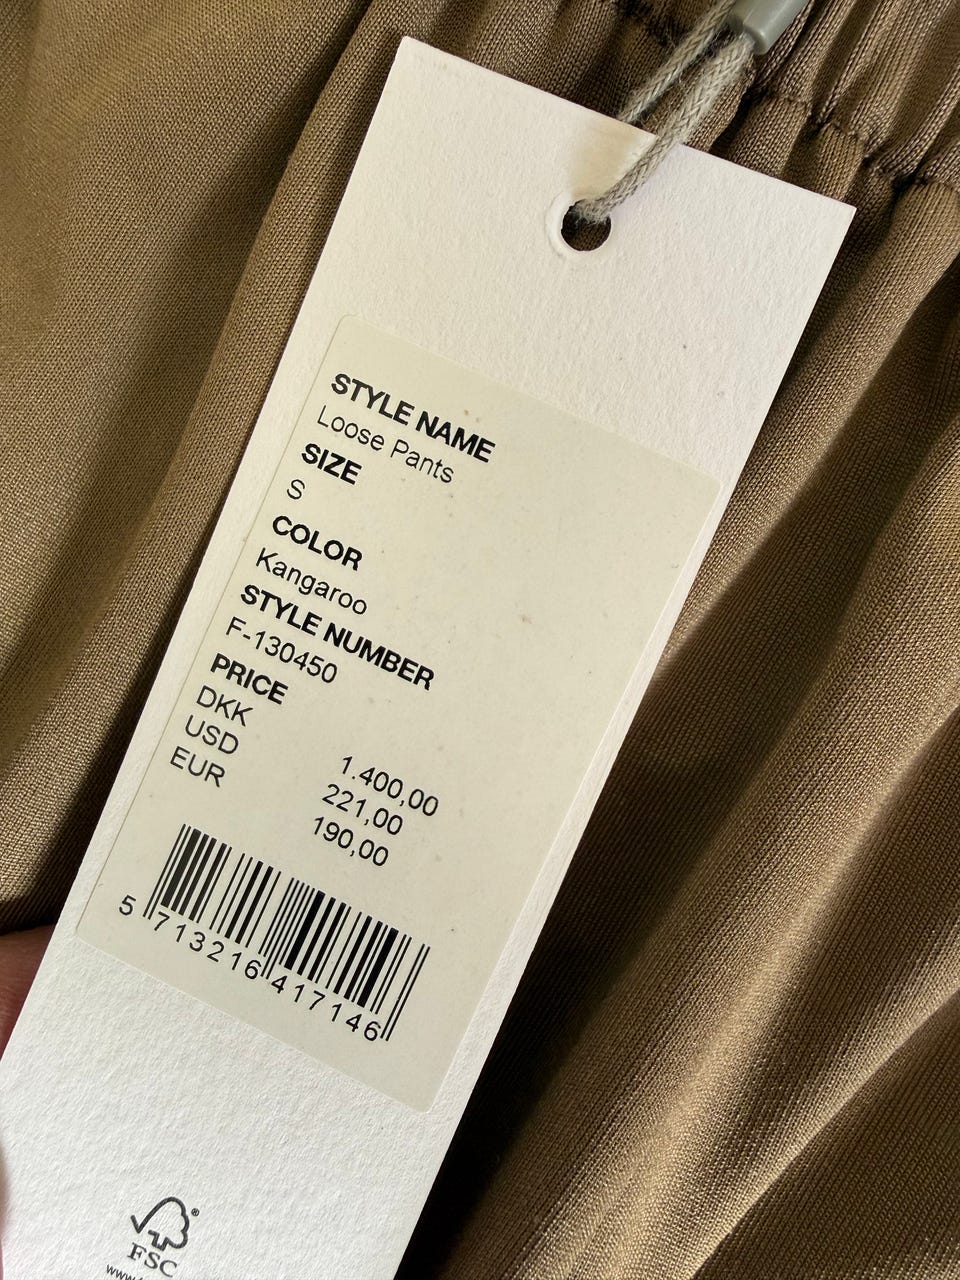 STYLE NAME
Loose Pants
SIZE
S
COLOR
Kangaroo
STYLE NUMBER
F-130450
PRICE
DKK 1.400,00
USD 221,00
EUR 190,00
5 713216 417146
FSC